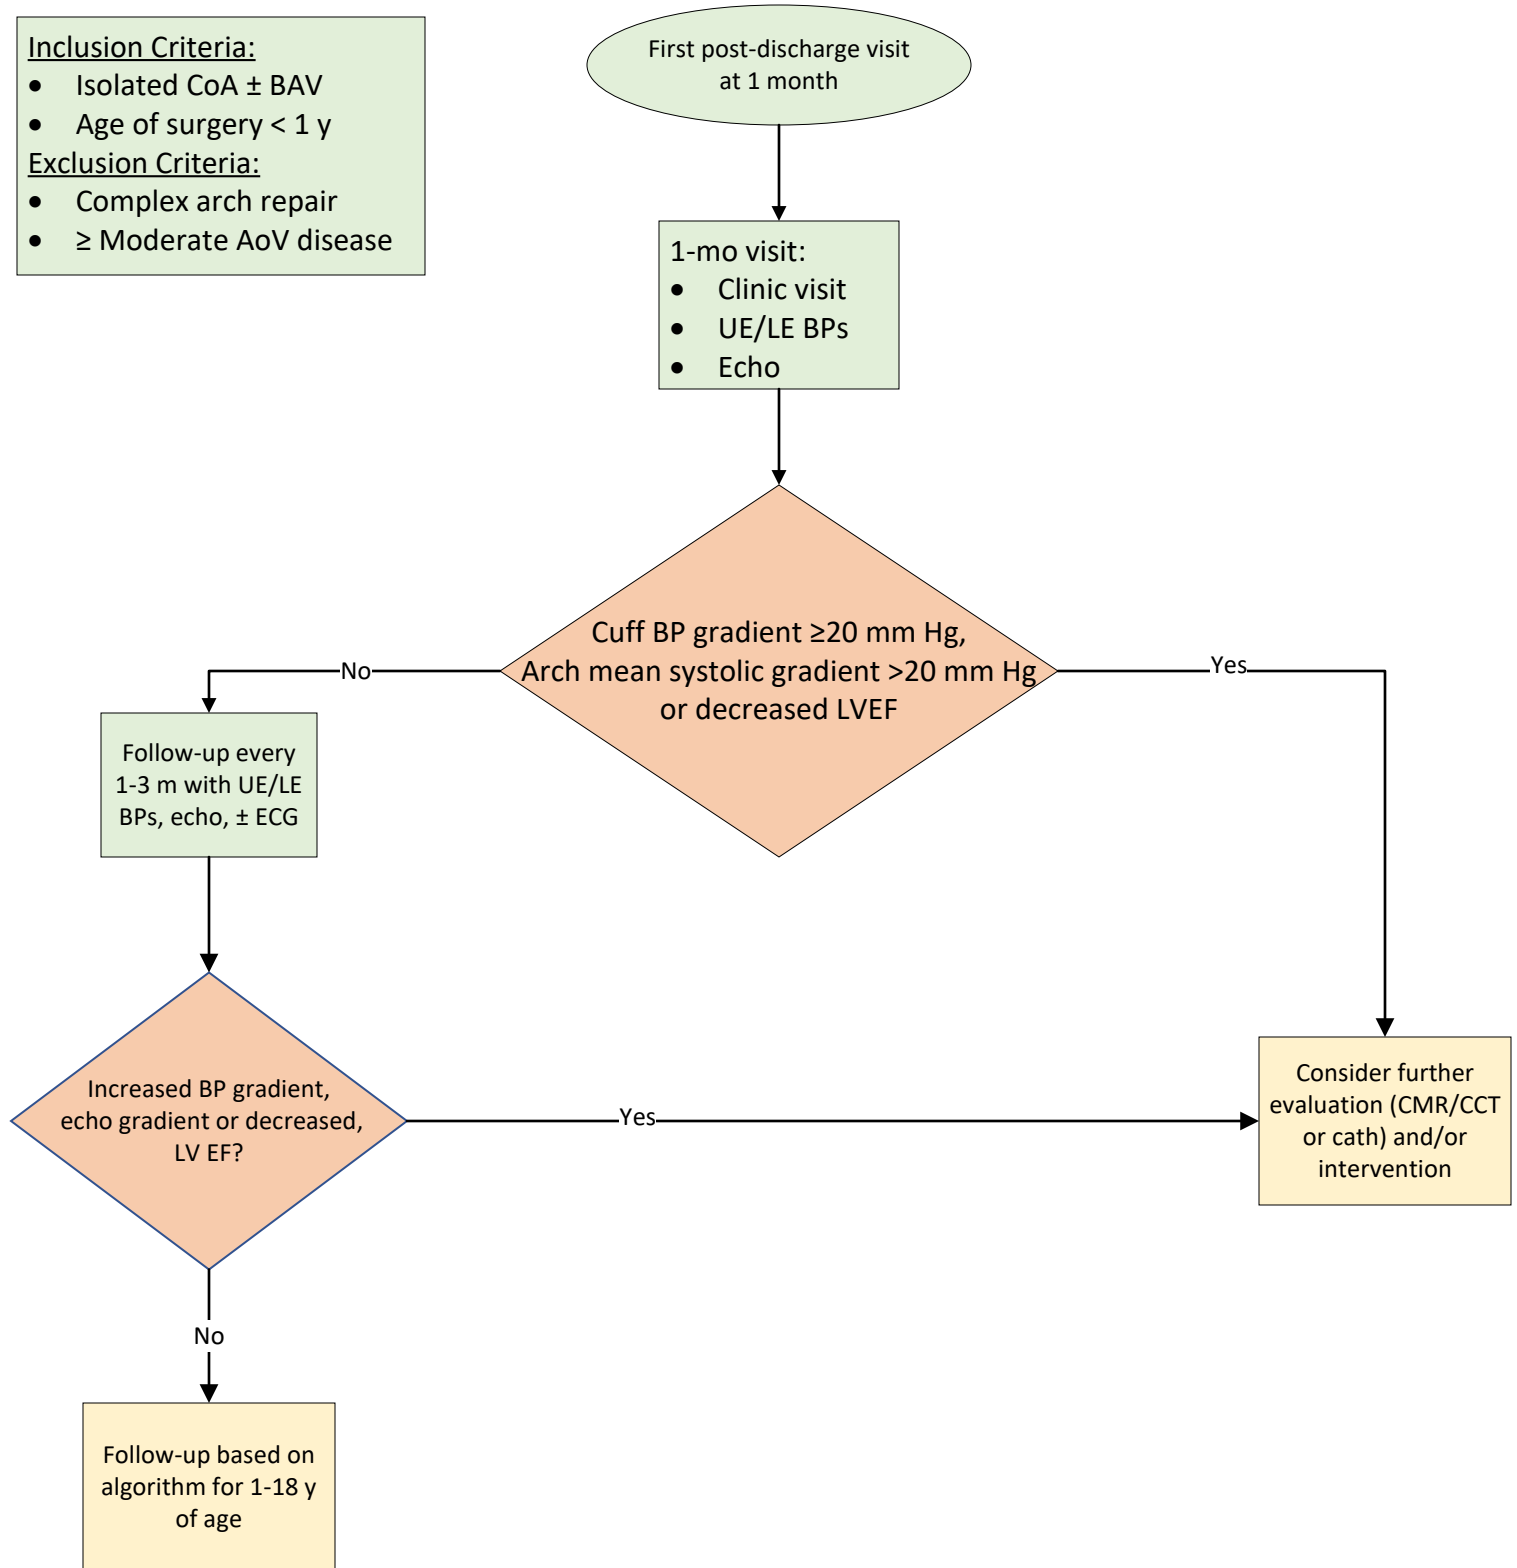 Inclusion Criteria:
• Isolated CoA ± BAV
• Age of surgery < 1 y
Exclusion Criteria:
• Complex arch repair
• ≥ Moderate AoV disease
First post-discharge visit
at 1 month
1-mo visit:
• Clinic visit
• UE/LE BPs
• Echo
Cuff BP gradient ≥20 mm Hg,
Arch mean systolic gradient >20 mm Hg
or decreased LVEF
No
Yes
Follow-up every
1-3 m with UE/LE
BPs, echo, ± ECG
Increased BP gradient,
echo gradient or decreased,
LV EF?
Yes
Consider further
evaluation (CMR/CCT
or cath) and/or
intervention
No
Follow-up based on
algorithm for 1-18 y
of age